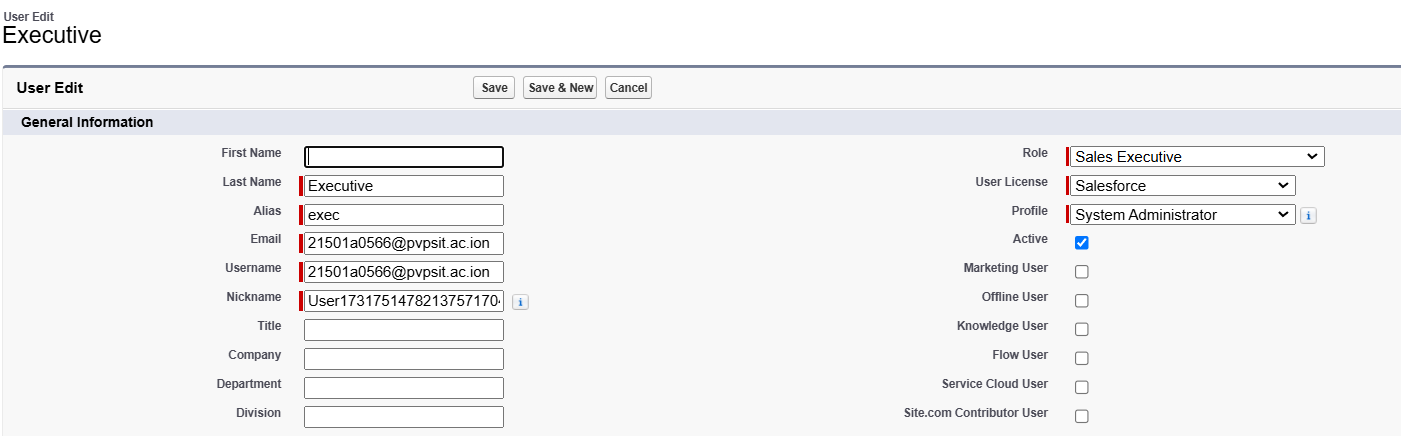 User Edit
Executive
User Edit
Save
Save & New
Cancel
General Information
First Name
Role
Sales Executive
Last Name
Executive
User License
Salesforce
Alias
exec
Profile
System Administrator
i
Email
21501a0566@pvpsit.ac.ion
Active
Username
21501a0566@pvpsit.ac.ion
Marketing User
Nickname
User173175147821375170
i
Offline User
Title
Knowledge User
Company
Flow User
Department
Service Cloud User
Division
Site.com Contributor User